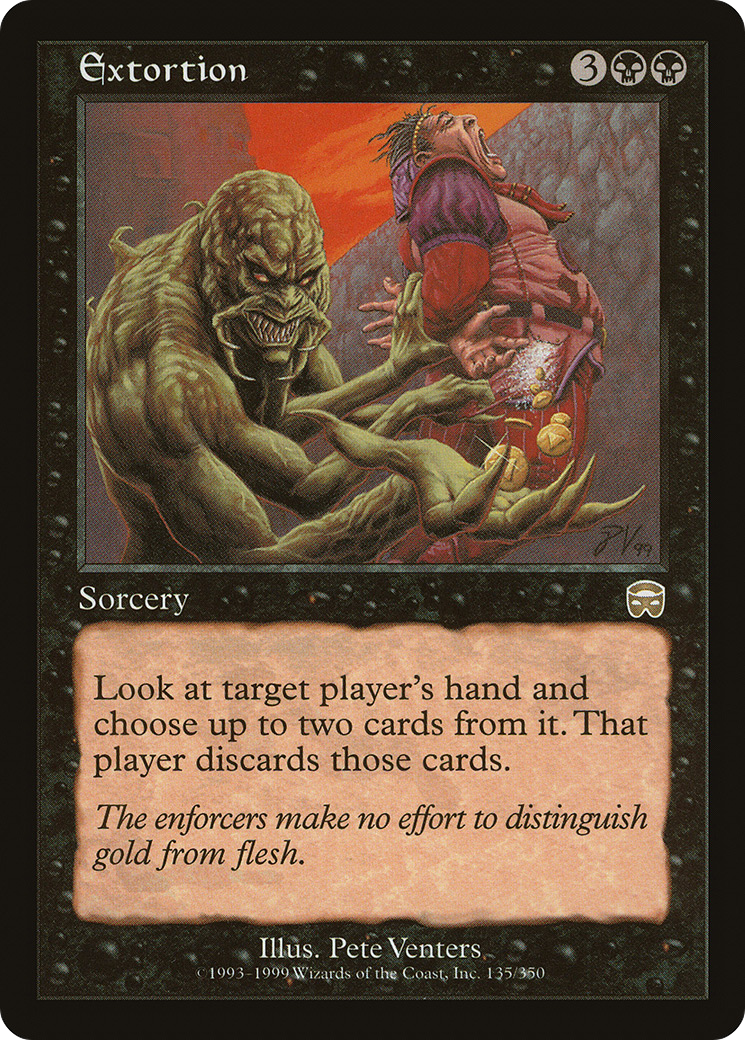 Extortion
3
PV99
Sorcery
Look at target player's hand and
choose up to two cards from it. That
player discards those cards.
The enforcers make no effort to distinguish
gold from flesh.
Illus. Pete Venters
©1993-1999 Wizards of the Coast, Inc. 135/350